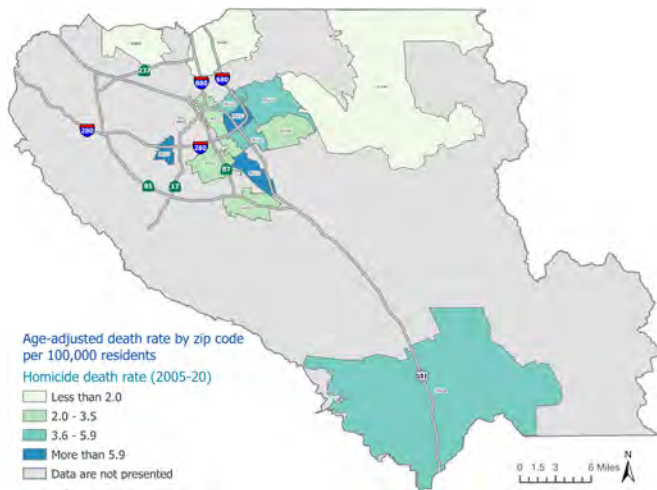 237
880
680
280
280
87
85
17
101
Age-adjusted death rate by zip code
per 100,000 residents
Homicide death rate (2005-20)
Less than 2.0
2.0 - 3.5
3.6 - 5.9
More than 5.9
Data are not presented
0 1.5 3 6 Miles
N